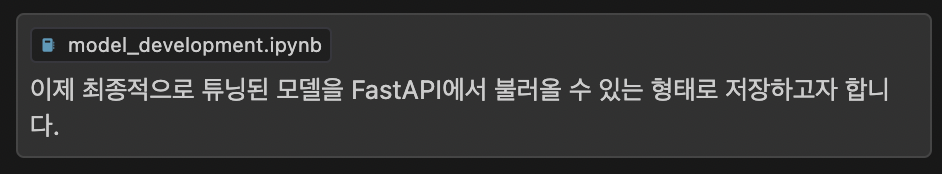 model_development.ipynb
이제 최종적으로 튜닝된 모델을 FastAPI에서 불러올 수 있는 형태로 저장하고자 합니
다.